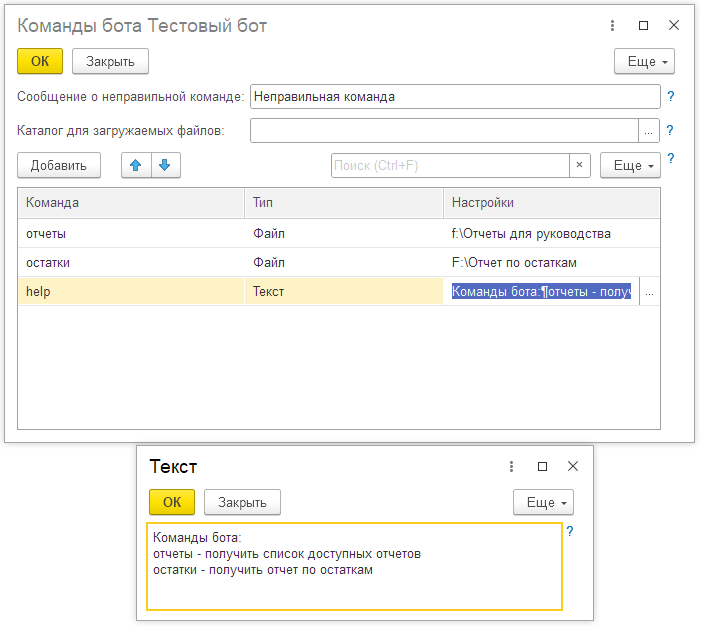 Команды бота Тестовый бот
ОК Закрыть Еще
Сообщение о неправильной команде: Неправильная команда ?
Каталог для загружаемых файлов: ... ?
Добавить Поиск (Ctrl+F) × Еще ?
Команда Тип Настройки
отчеты Файл f:\Отчеты для руководства
остатки Файл F:\Отчет по остаткам
help Текст Команды бота:¶отчеты - получ ...
Текст
ОК Закрыть Еще
Команды бота: ?
отчеты - получить список доступных отчетов
остатки - получить отчет по остаткам